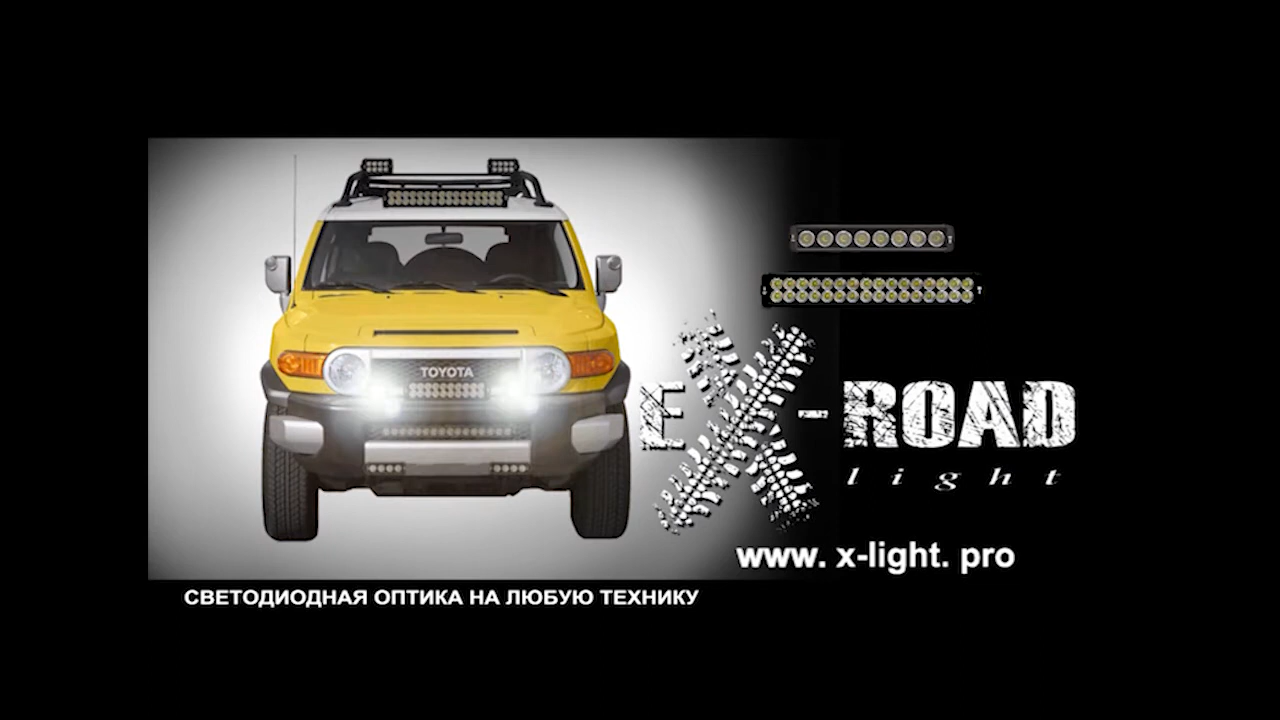 TOYOTA
EX-ROAD
light
www. x-light. pro
СВЕТОДИОДНАЯ ОПТИКА НА ЛЮБУЮ ТЕХНИКУ